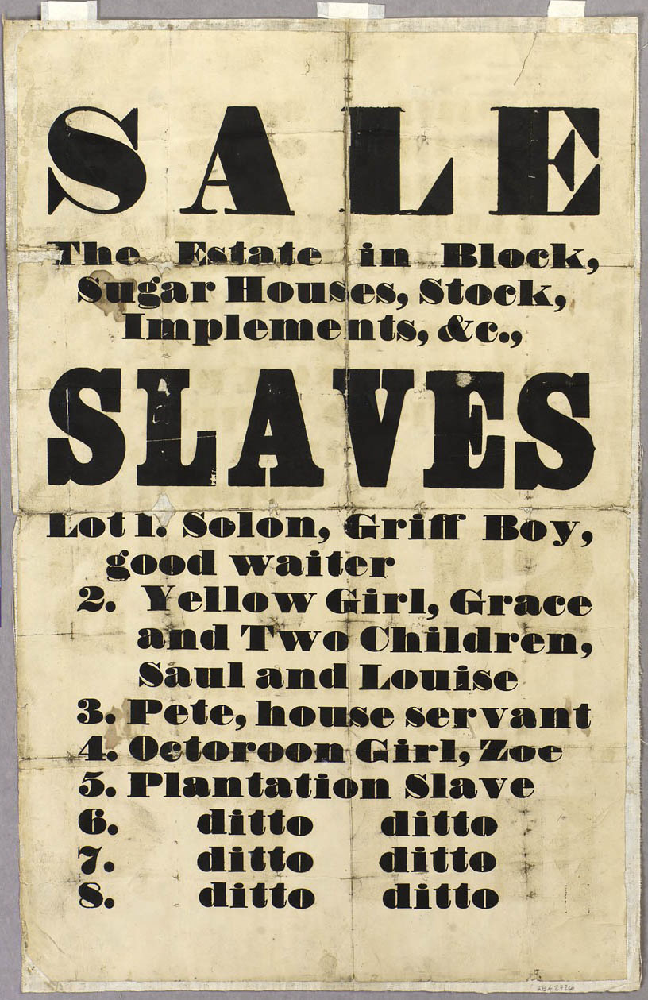 SALE
The Estate in Block,
Sugar Houses, Stock,
Implements, &c.,
SLAVES
Lot 1. Solon, Griff Boy,
good waiter
2. Yellow Girl, Grace
and Two Children,
Saul and Louise
3. Pete, house servant
4. Octoroon Girl, Zoe
5. Plantation Slave
6. ditto ditto
7. ditto ditto
8. ditto ditto